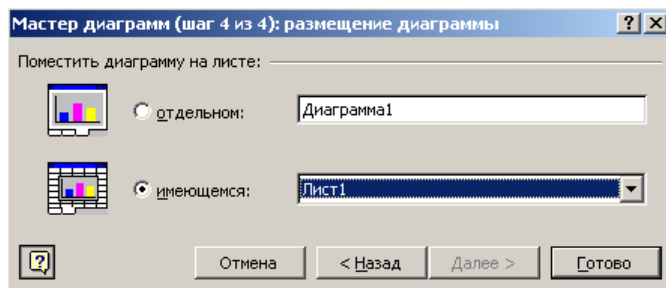 Мастер диаграмм (шаг 4 из 4): размещение диаграммы
Поместить диаграмму на листе:
отдельном: Диаграмма1
имеющемся: Лист1
Отмена < Назад Далее > Готово